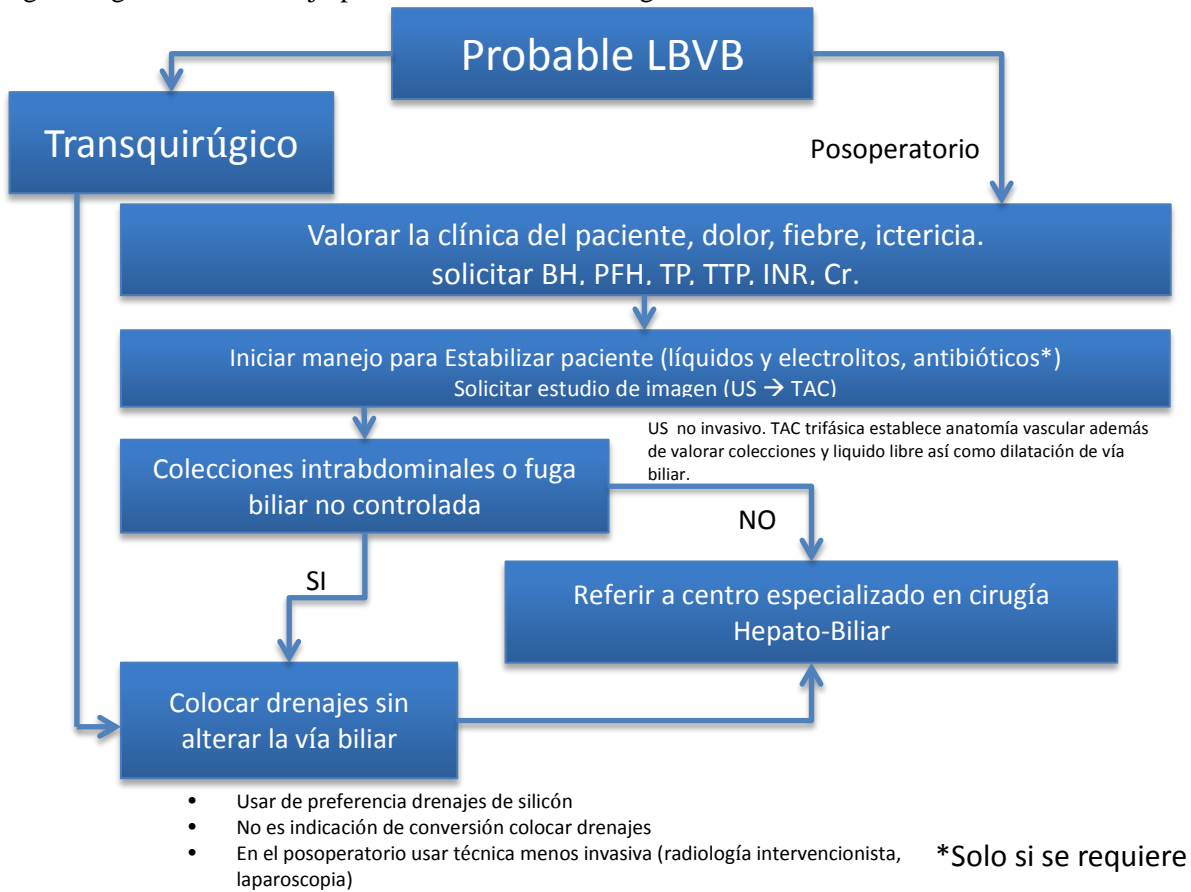 Probable LBVB
Transquirúgico
Posoperatorio
Valorar la clínica del paciente, dolor, fiebre, ictericia.
solicitar BH, PFH, TP, TTP, INR, Cr.
Iniciar manejo para Estabilizar paciente (líquidos y electrolitos, antibióticos*)
Solicitar estudio de imagen (US → TAC)
US no invasivo. TAC trifásica establece anatomía vascular además
de valorar colecciones y liquido libre así como dilatación de vía
biliar.
Colecciones intrabdominales o fuga
biliar no controlada
NO
SI
Referir a centro especializado en cirugía
Hepato-Biliar
Colocar drenajes sin
alterar la vía biliar
• Usar de preferencia drenajes de silicón
• No es indicación de conversión colocar drenajes
• En el posoperatorio usar técnica menos invasiva (radiología intervencionista,
laparoscopia)
*Solo si se requiere